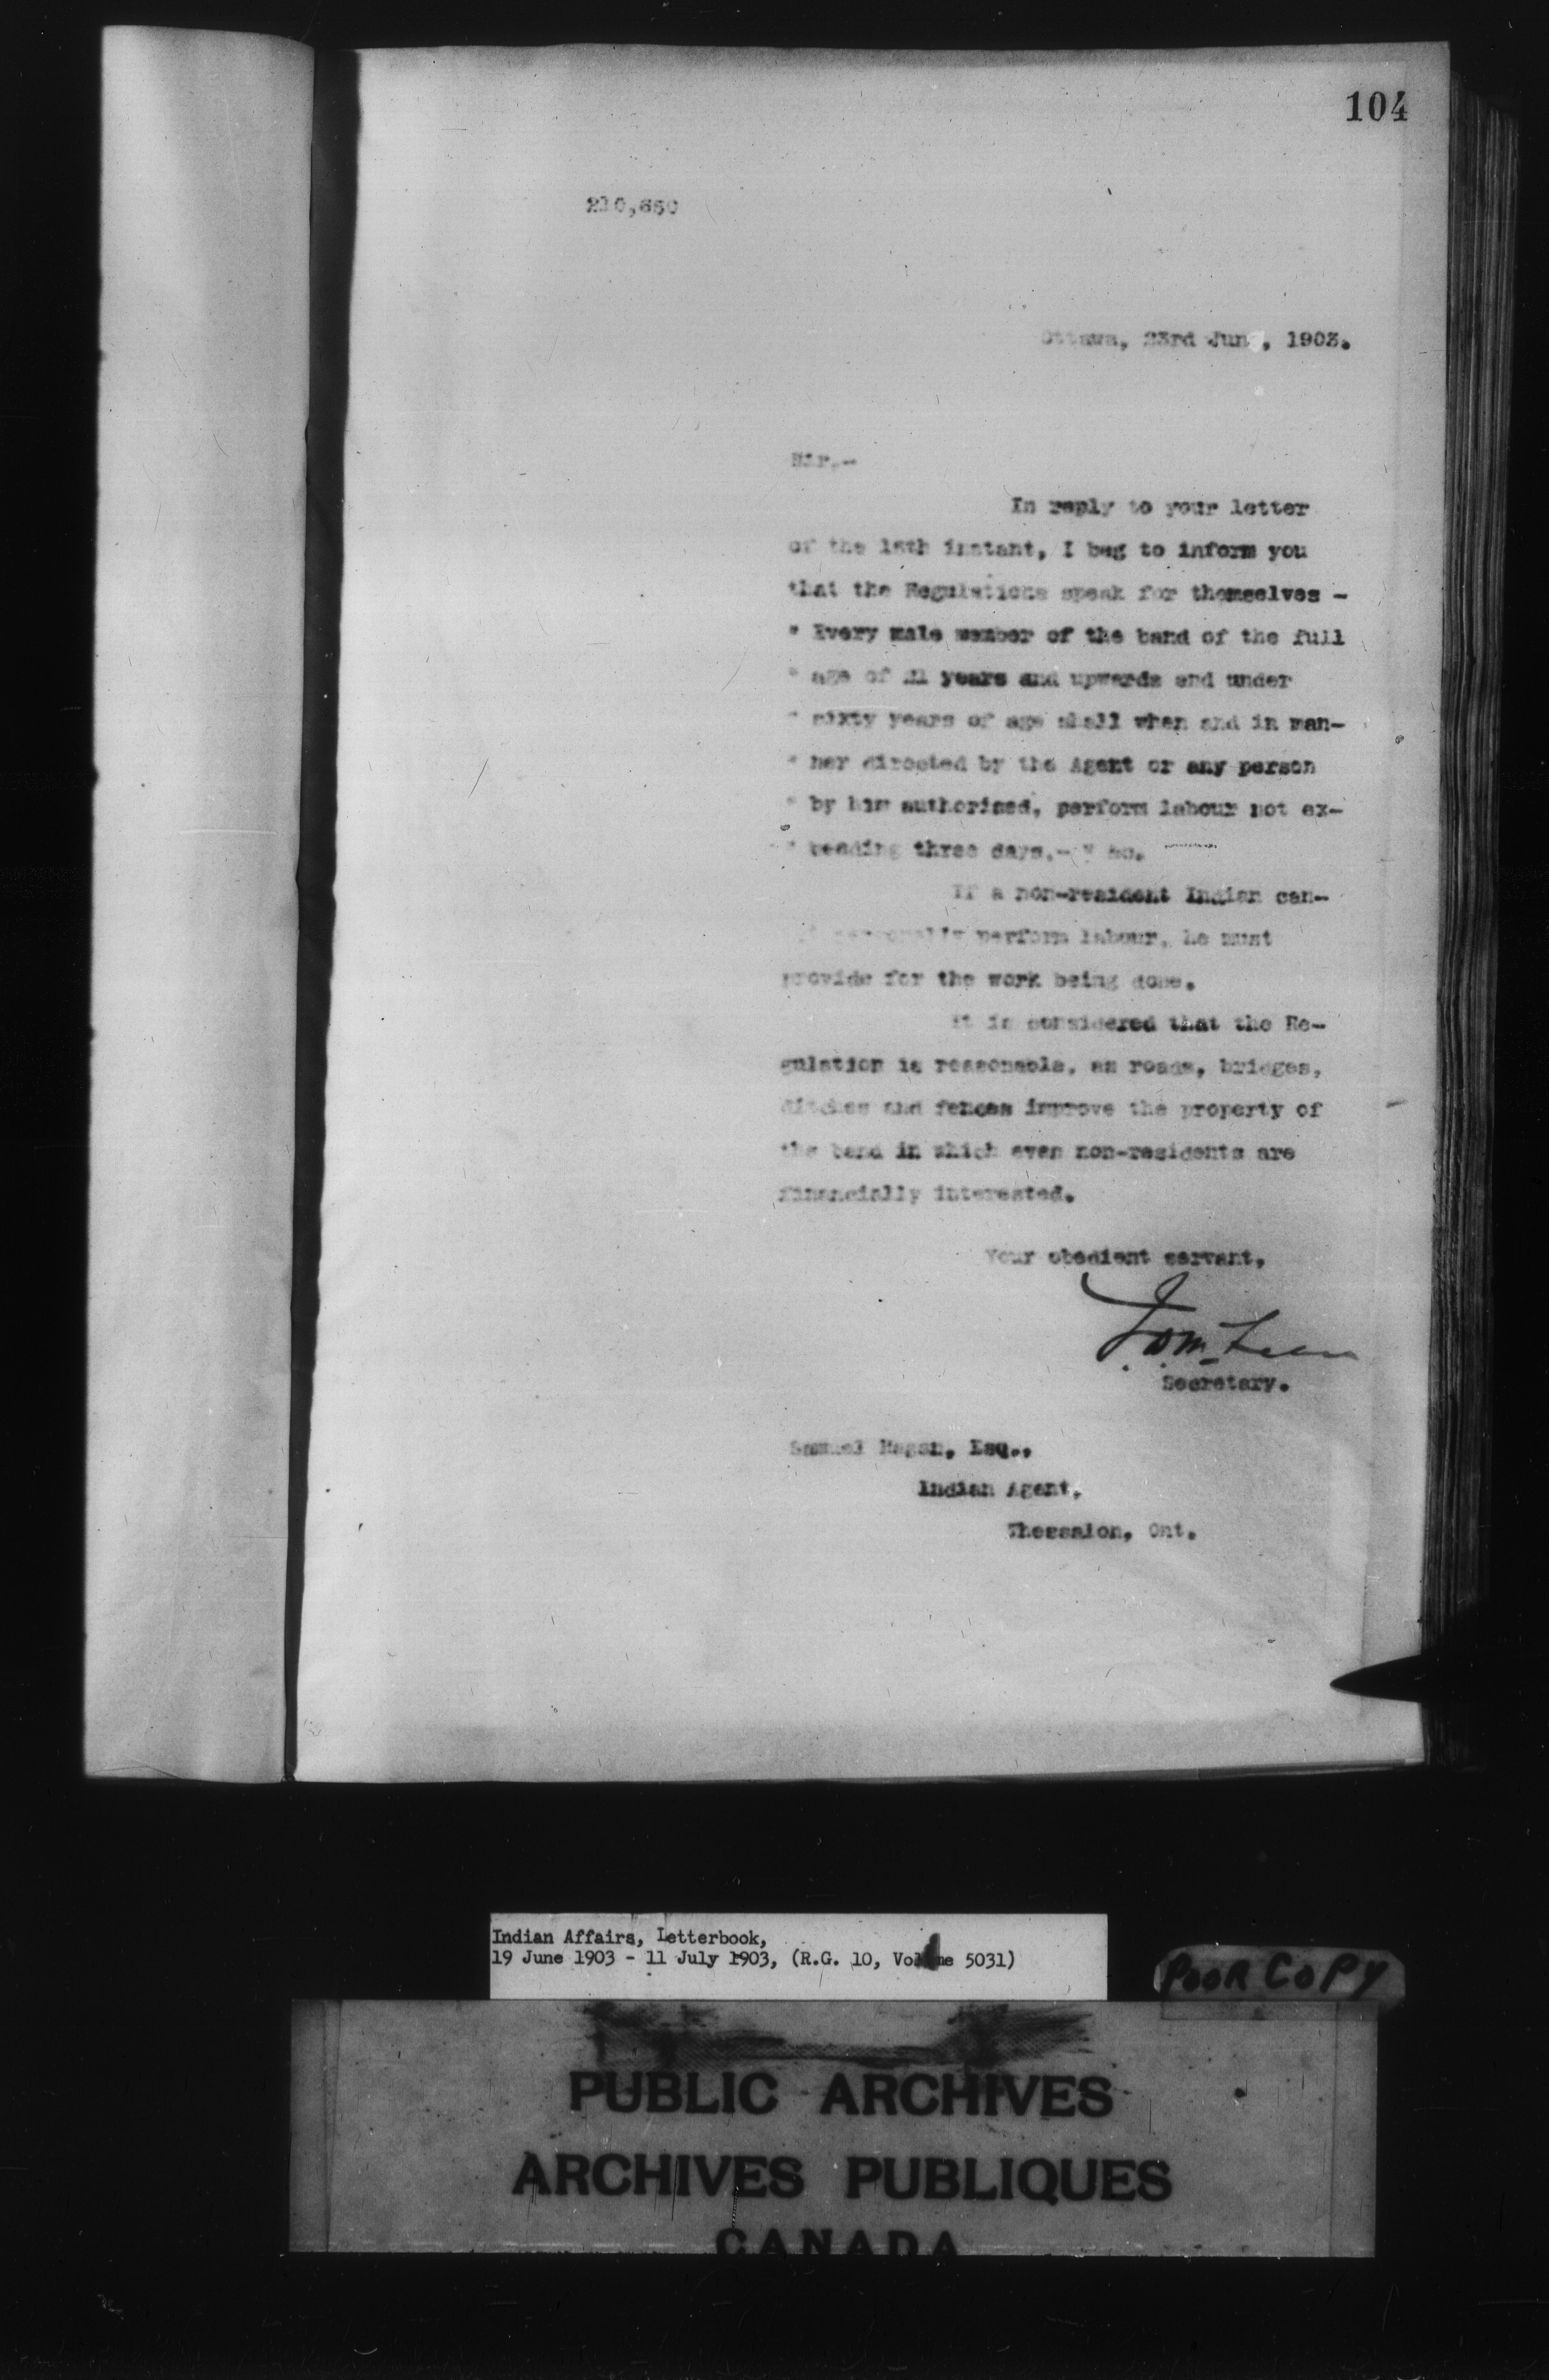 104
210,650
Ottawa, 23rd Jun , 1903.
Sir,-
In reply to your letter
of the instant, I beg to inform you
that the Regulations speak for themselves -
" Every male member of the band of the full
" age of 21 years and upwards and under
" sixty years of age shall when and in man-
" ner directed by the Agent or any person
" by him authorized, perform labour not ex-
" ceeding three days,- " &c.
If a non-resident Indian can-
personally perform labour, he must
provide for the work being done.
It is considered that the Re-
gulation is reasonable, as roads, bridges,
ditches and fences improve the property of
the band in which even non-residents are
financially interested.
Your obedient servant,
Secretary.
Samuel Hagan, Esq.,
Indian Agent,
Thessalon, Ont.
Indian Affairs, Letterbook,
19 June 1903 - 11 July 1903, (R.G. 10, Volume 5031)
POOR COPY
PUBLIC ARCHIVES
ARCHIVES PUBLIQUES
CANADA